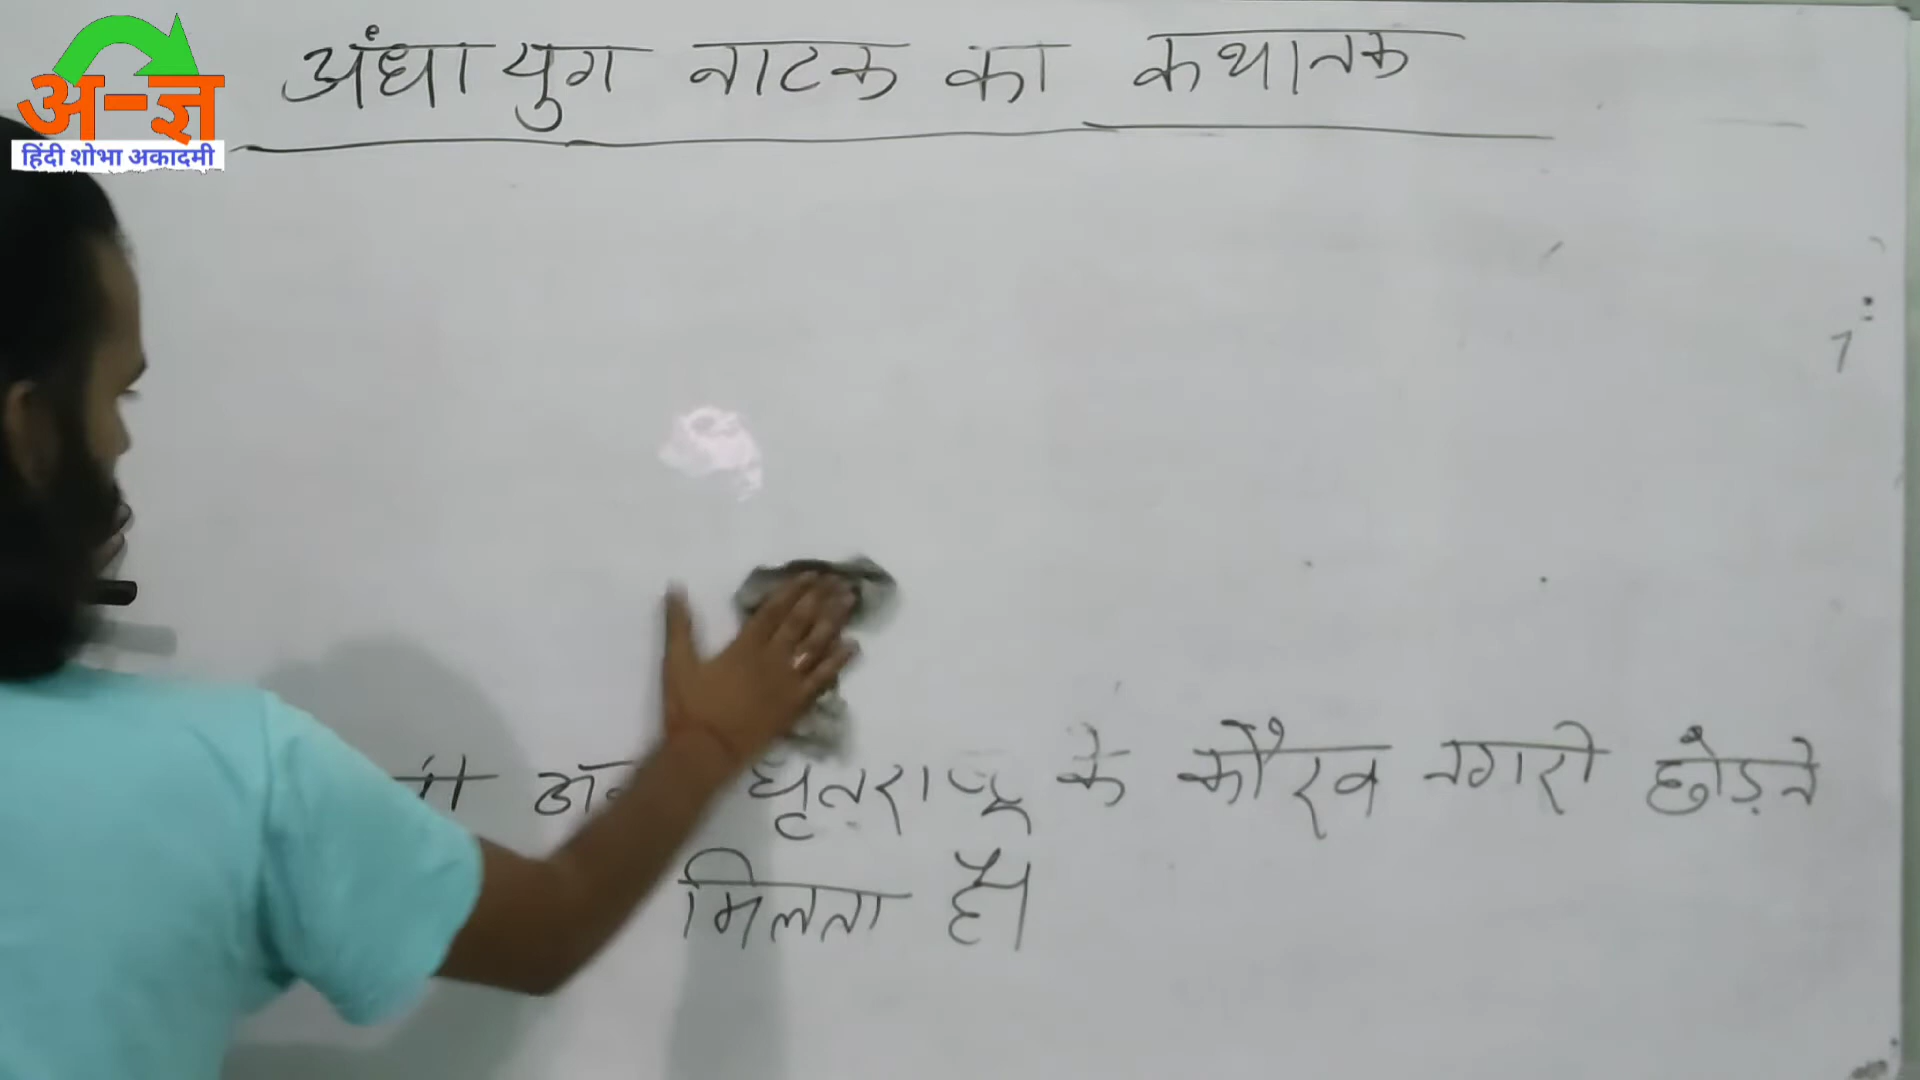 अ-ज्ञ
हिंदी शोभा अकादमी
अंधा युग नाटक का कथानक
धृतराष्ट्र के कौरव नगरी छोड़ने
मिलता है।